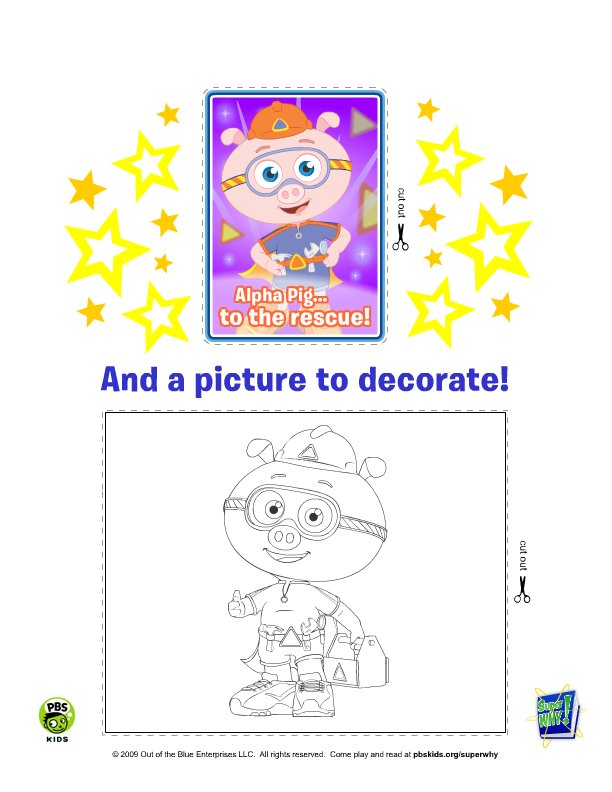 cut out
Alpha Pig...
to the rescue!
And a picture to decorate!
cut out
PBS
KIDS
SUPER
WHY!
© 2009 Out of the Blue Enterprises LLC.  All rights reserved.  Come play and read at pbskids.org/superwhy